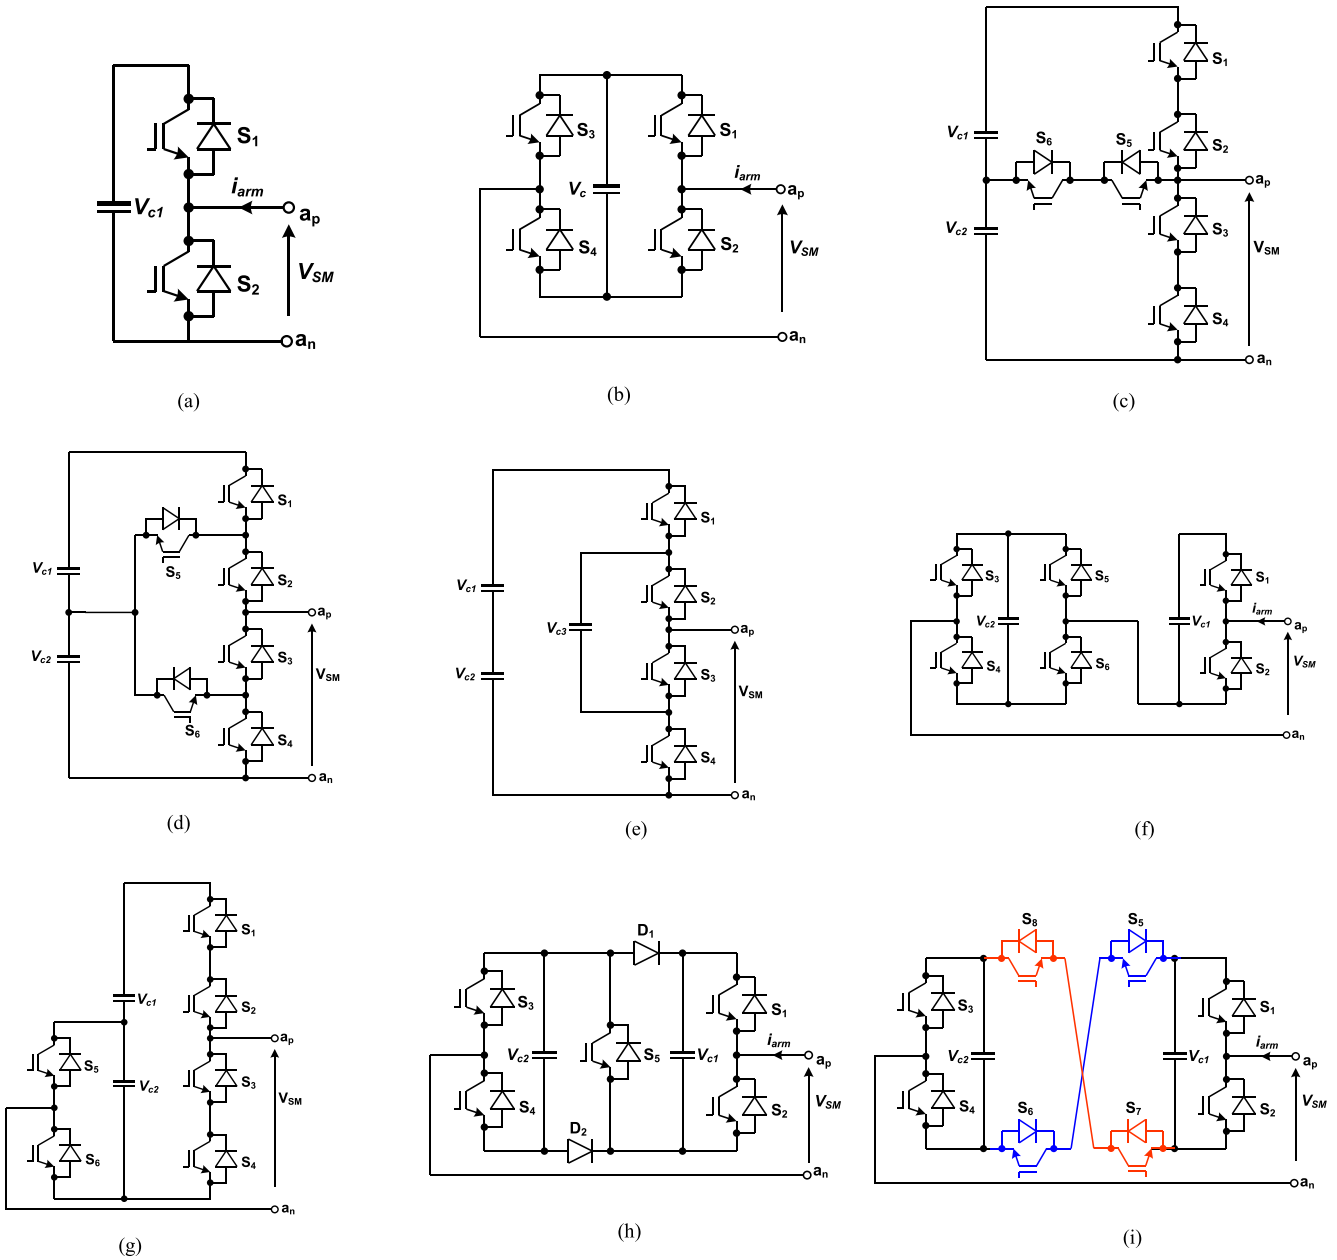 S1
Vc1
iarm
ap
VSM
S2
an
(a)
S3
S1
Vc
iarm
ap
S4
S2
VSM
an
(b)
S1
Vc1
S6
S5
S2
ap
Vc2
S3
VSM
S4
an
(c)
S1
Vc1
S5
S2
ap
Vc2
S3
VSM
S6
S4
an
(d)
S1
Vc1
S2
Vc3
ap
Vc2
S3
VSM
S4
an
(e)
S3
S5
S1
Vc2
Vc1
iarm
ap
S4
S6
S2
VSM
an
(f)
S1
Vc1
S2
ap
S5
Vc2
S3
VSM
S6
S4
an
(g)
D1
S3
S1
Vc2
S5
Vc1
iarm
ap
S4
S2
VSM
D2
an
(h)
S8
S5
S3
S1
Vc2
Vc1
iarm
ap
S4
S6
S7
S2
VSM
an
(i)